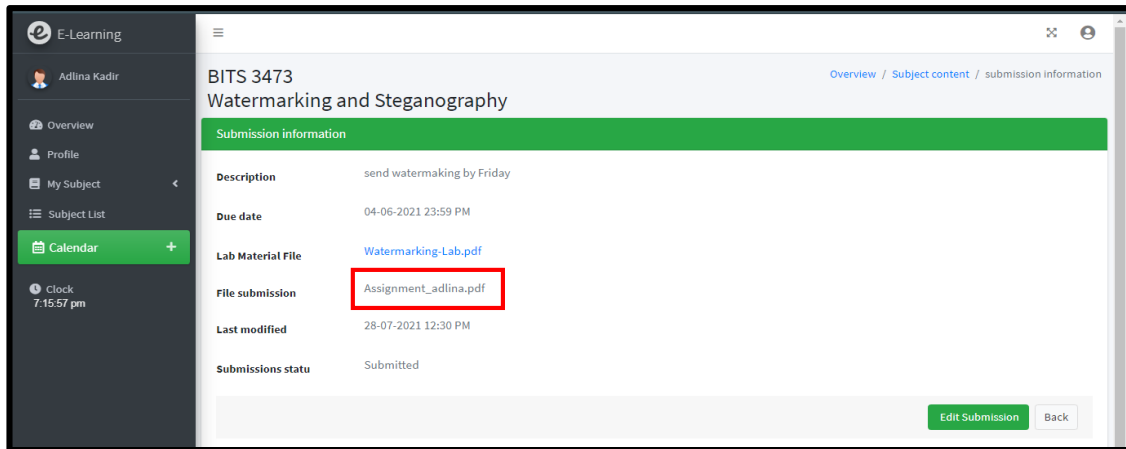 e E-Learning
Adlina Kadir
Overview
Profile
My Subject
Subject List
Calendar +
Clock
7:15:57 pm
BITS 3473
Watermarking and Steganography
Overview / Subject content / submission information
Submission information
Description send watermaking by Friday
Due date 04-06-2021 23:59 PM
Lab Material File Watermarking-Lab.pdf
File submission Assignment_adlina.pdf
Last modified 28-07-2021 12:30 PM
Submissions statu Submitted
Edit Submission Back